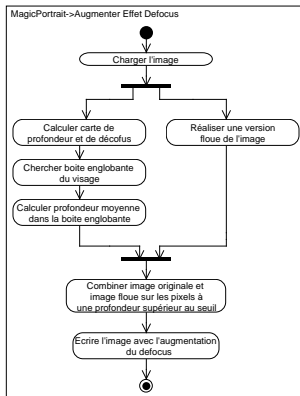 MagicPortrait->Augmenter Effet Defocus
Charger l'image
Calculer carte de
profondeur et de décofus
Réaliser une version
floue de l'image
Chercher boite englobante
du visage
Calculer profondeur moyenne
dans la boite englobante
Combiner image originale et
image floue sur les pixels à
une profondeur supérieur au seuil
Ecrire l'image avec l'augmentation
du defocus